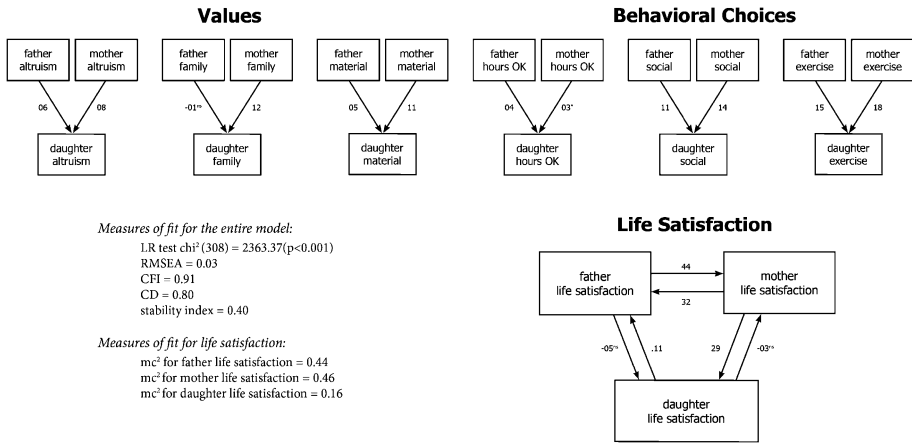 Values
Behavioral Choices
father
altruism
mother
altruism
father
family
mother
family
father
material
mother
material
father
hours OK
mother
hours OK
father
social
mother
social
father
exercise
mother
exercise
06
08
-01ⁿˢ
12
05
11
04
03*
11
14
15
18
daughter
altruism
daughter
family
daughter
material
daughter
hours OK
daughter
social
daughter
exercise
Measures of fit for the entire model:
LR test chi² (308) = 2363.37(p<0.001)
RMSEA = 0.03
CFI = 0.91
CD = 0.80
stability index = 0.40
Measures of fit for life satisfaction:
mc² for father life satisfaction = 0.44
mc² for mother life satisfaction = 0.46
mc² for daughter life satisfaction = 0.16
Life Satisfaction
father
life satisfaction
44
32
mother
life satisfaction
-05ⁿˢ
.11
29
-03ⁿˢ
daughter
life satisfaction